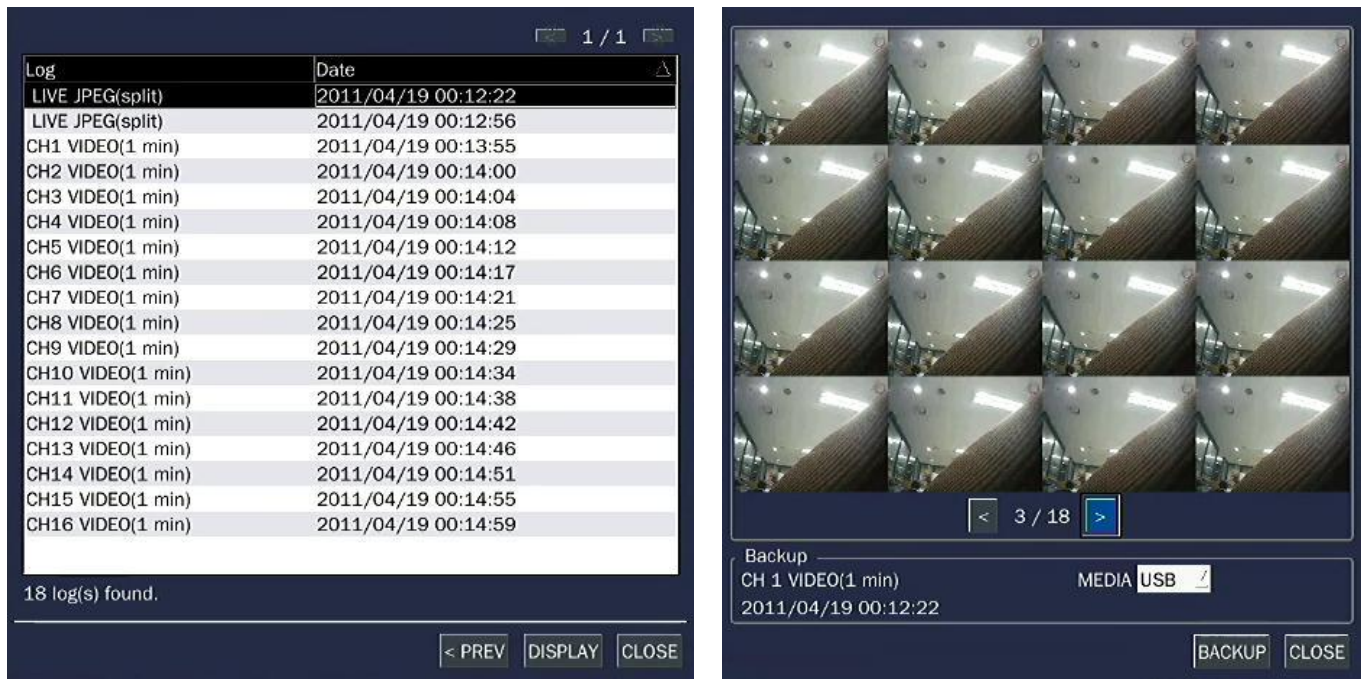 < 1 / 1 >
Log Date
LIVE JPEG(split) 2011/04/19 00:12:22
LIVE JPEG(split) 2011/04/19 00:12:56
CH1 VIDEO(1 min) 2011/04/19 00:13:55
CH2 VIDEO(1 min) 2011/04/19 00:14:00
CH3 VIDEO(1 min) 2011/04/19 00:14:04
CH4 VIDEO(1 min) 2011/04/19 00:14:08
CH5 VIDEO(1 min) 2011/04/19 00:14:12
CH6 VIDEO(1 min) 2011/04/19 00:14:17
CH7 VIDEO(1 min) 2011/04/19 00:14:21
CH8 VIDEO(1 min) 2011/04/19 00:14:25
CH9 VIDEO(1 min) 2011/04/19 00:14:29
CH10 VIDEO(1 min) 2011/04/19 00:14:34
CH11 VIDEO(1 min) 2011/04/19 00:14:38
CH12 VIDEO(1 min) 2011/04/19 00:14:42
CH13 VIDEO(1 min) 2011/04/19 00:14:46
CH14 VIDEO(1 min) 2011/04/19 00:14:51
CH15 VIDEO(1 min) 2011/04/19 00:14:55
CH16 VIDEO(1 min) 2011/04/19 00:14:59
18 log(s) found.
< PREV DISPLAY CLOSE
< 3 / 18 >
Backup
CH 1 VIDEO(1 min) MEDIA USB
2011/04/19 00:12:22
BACKUP CLOSE